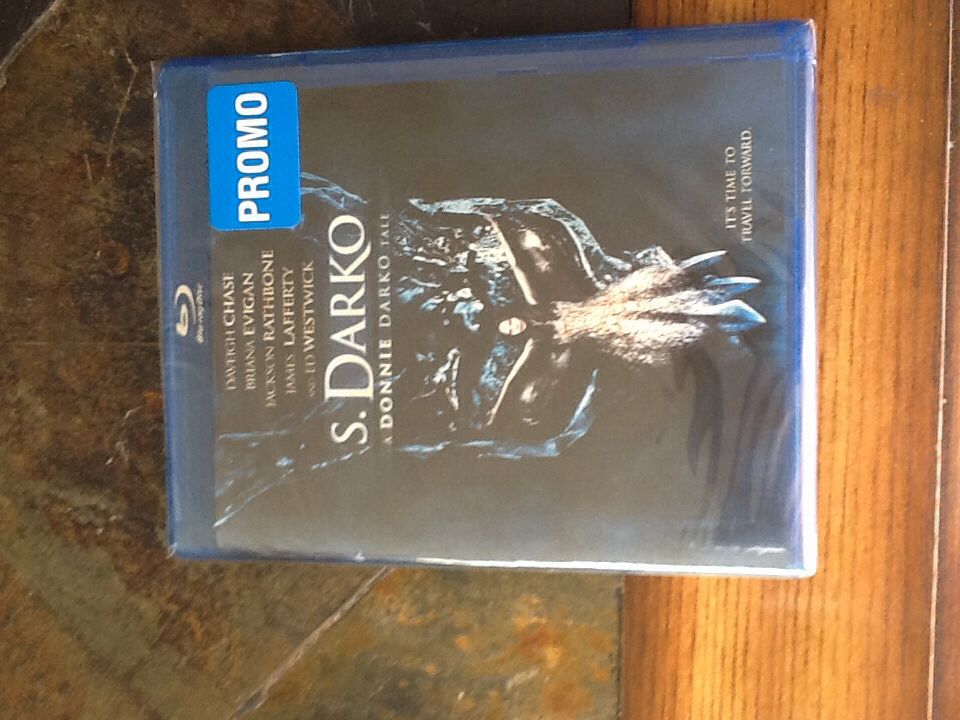 Blu-ray Disc
PROMO
DAVEIGH CHASE
BRIANA EVIGAN
JACKSON RATHBONE
JAMES LAFFERTY
AND ED WESTWICK
S. DARKO
A DONNIE DARKO TALE
IT'S TIME TO
TRAVEL FORWARD.